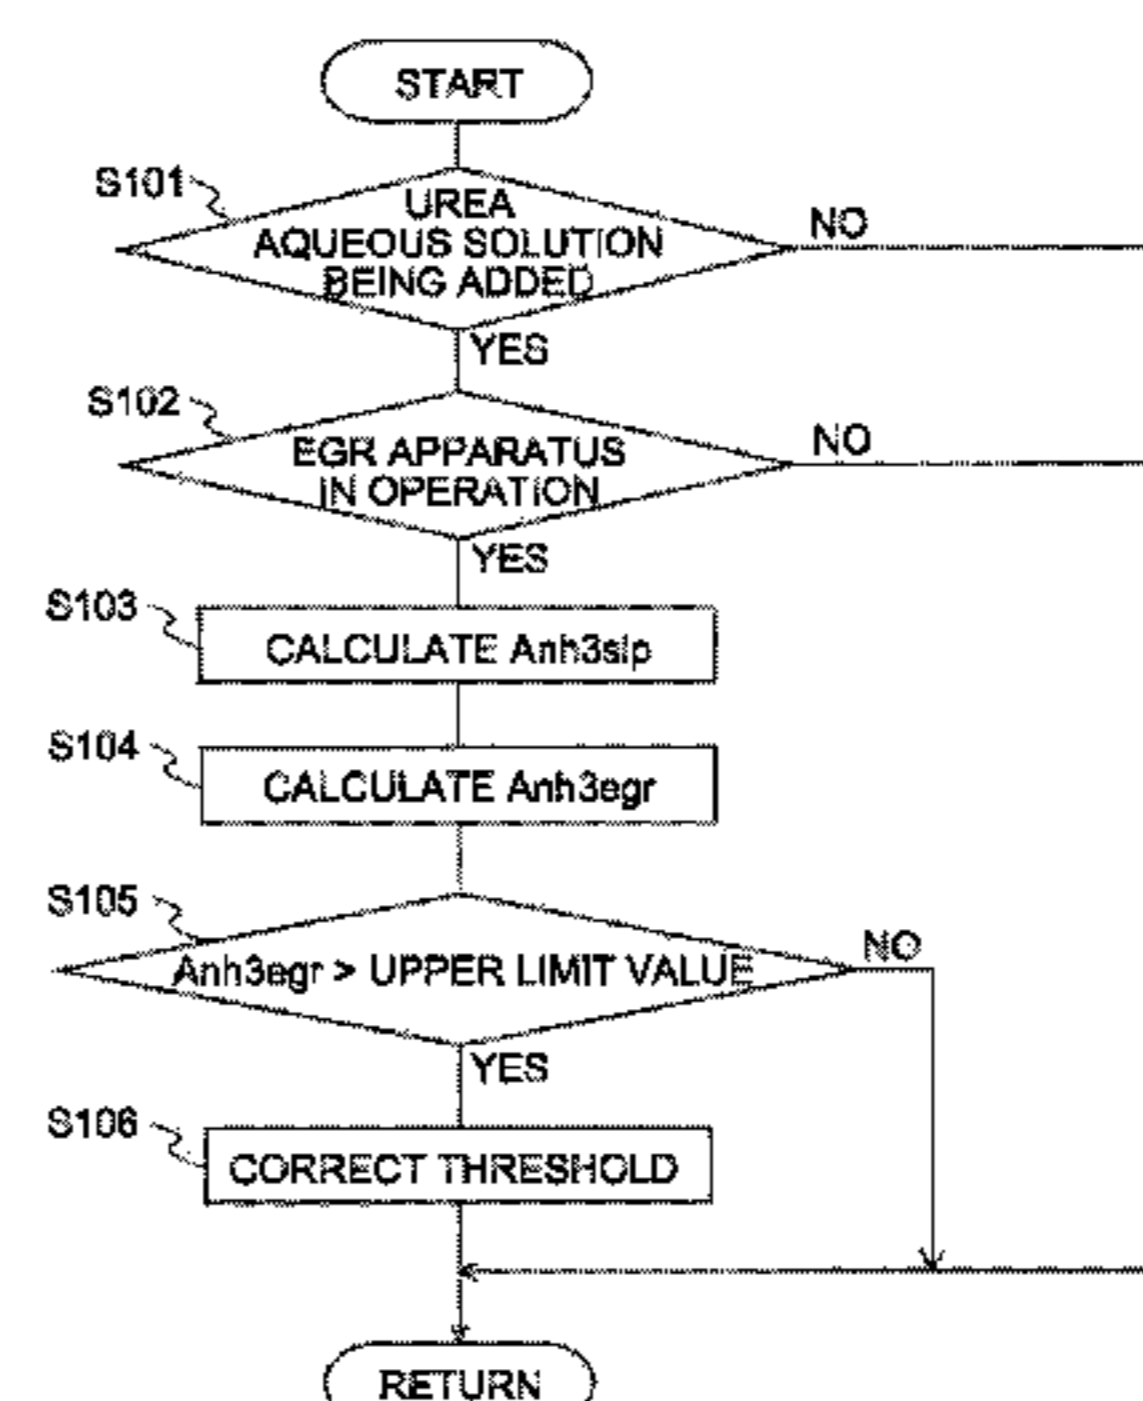 START
S101
UREA
AQUEOUS SOLUTION
BEING ADDED
NO
YES
S102
EGR APPARATUS
IN OPERATION
NO
YES
S103
CALCULATE Anh3slp
S104
CALCULATE Anh3egr
S105
Anh3egr > UPPER LIMIT VALUE
NO
YES
S106
CORRECT THRESHOLD
RETURN